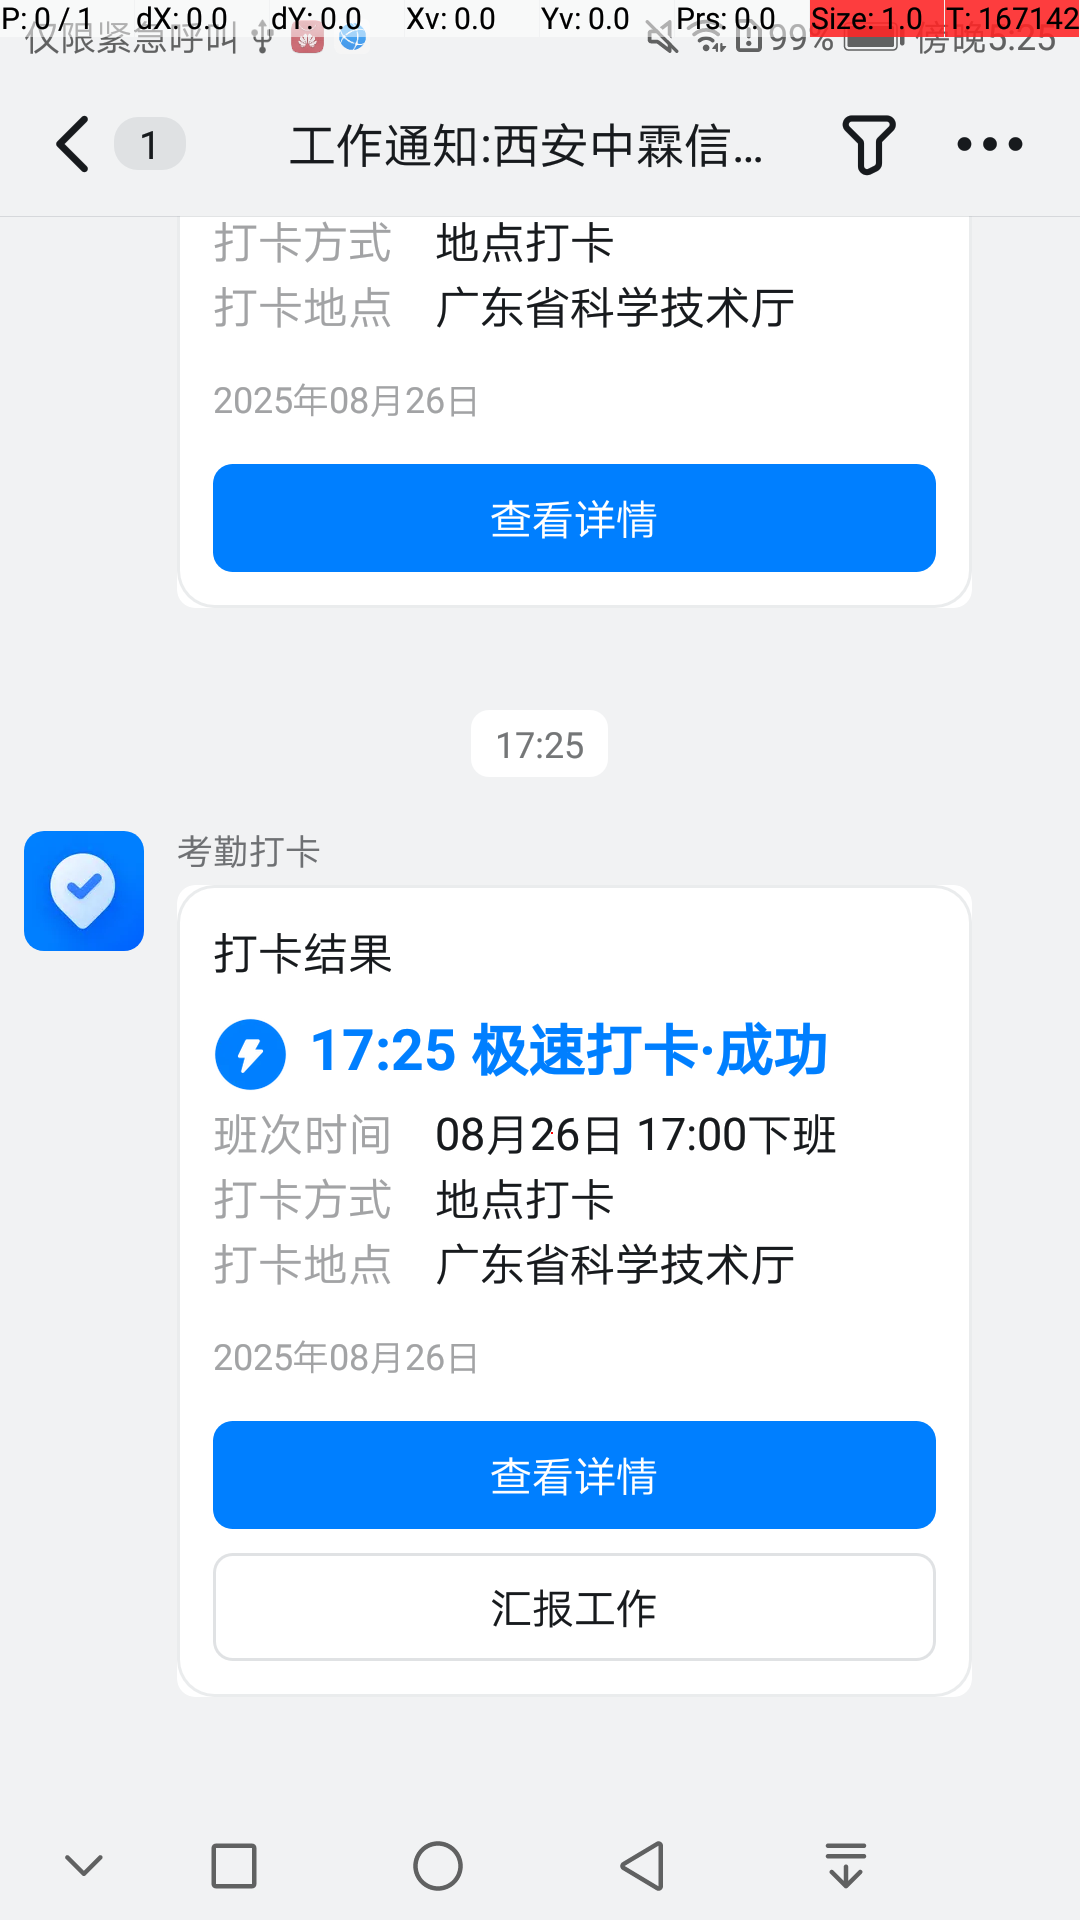 P: 0 / 1 dX: 0.0 dY: 0.0 Xv: 0.0 Yv: 0.0 Prs: 0.0 Size: 1.0 T: 167142
仅限紧急呼叫 99% 傍晚5:25
1 工作通知:西安中霖信...
打卡方式 地点打卡
打卡地点 广东省科学技术厅
2025年08月26日
查看详情
17:25
考勤打卡
打卡结果
17:25 极速打卡·成功
班次时间 08月26日 17:00下班
打卡方式 地点打卡
打卡地点 广东省科学技术厅
2025年08月26日
查看详情
汇报工作